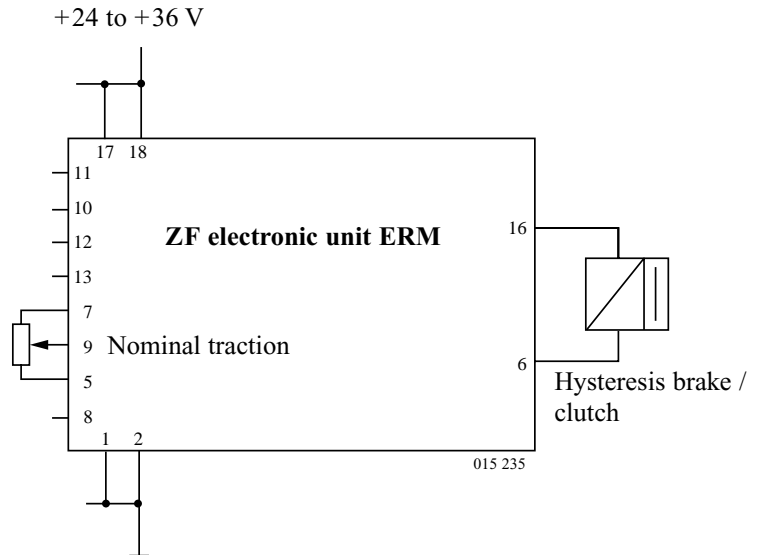 +24 to +36 V
17 18
11
10
12
ZF electronic unit ERM
16
13
7
9 Nominal traction
5
6
Hysteresis brake /
clutch
8
1 2
015 235